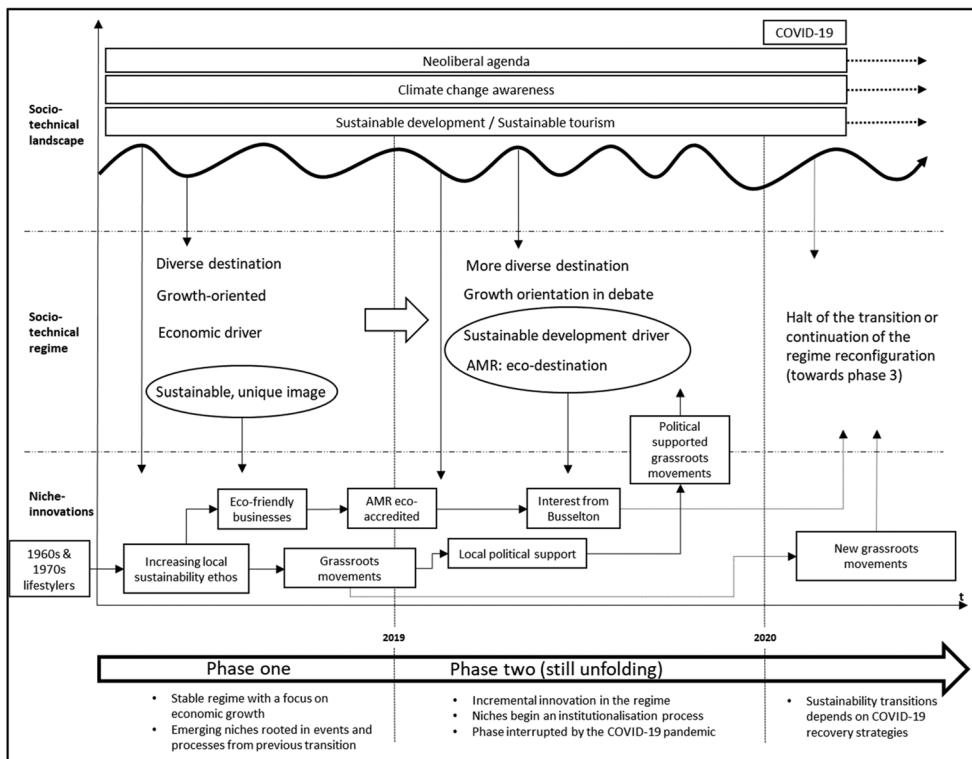 COVID-19
Neoliberal agenda
Climate change awareness
Sustainable development / Sustainable tourism
Socio-
technical
landscape
Diverse destination
Growth-oriented
Economic driver
Sustainable, unique image
More diverse destination
Growth orientation in debate
Sustainable development driver
AMR: eco-destination
Socio-
technical
regime
Halt of the transition or
continuation of the
regime reconfiguration
(towards phase 3)
Political
supported
grassroots
movements
Niche-
innovations
Eco-friendly
businesses
AMR eco-
accredited
Interest from
Busselton
1960s &
1970s
lifestylers
Increasing local
sustainability ethos
Grassroots
movements
Local political support
New grassroots
movements
t
2019
2020
Phase one
Phase two (still unfolding)
• Stable regime with a focus on
economic growth
• Emerging niches rooted in events and
processes from previous transition
• Incremental innovation in the regime
• Niches begin an institutionalisation process
• Phase interrupted by the COVID-19 pandemic
• Sustainability transitions
depends on COVID-19
recovery strategies